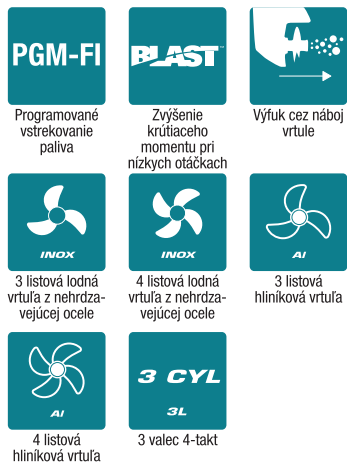 PGM-FI
Programované
vstrekovanie
paliva
BLAST™
Zvýšenie
krútiaceho
momentu pri
nízkych otáčkach
Výfuk cez náboj
vrtule
INOX
3 listová lodná
vrtuľa z nehrdza-
vejúcej ocele
INOX
4 listová lodná
vrtuľa z nehrdza-
vejúcej ocele
Al
3 listová
hliníková vrtuľa
Al
4 listová
hliníková vrtuľa
3 CYL
3L
3 valec 4-takt